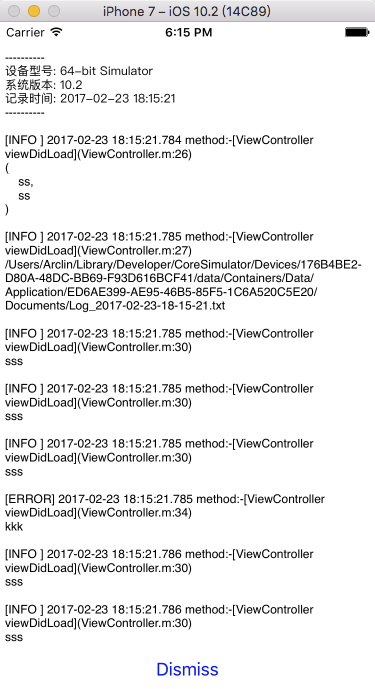 iPhone 7 – iOS 10.2 (14C89)
Carrier 6:15 PM
----------
设备型号: 64-bit Simulator
系统版本: 10.2
记录时间: 2017-02-23 18:15:21
----------
[INFO ] 2017-02-23 18:15:21.784 method:-[ViewController
viewDidLoad](ViewController.m:26)
(
ss,
ss
)
[INFO ] 2017-02-23 18:15:21.785 method:-[ViewController
viewDidLoad](ViewController.m:27)
/Users/Arclin/Library/Developer/CoreSimulator/Devices/176B4BE2-
D80A-48DC-BB69-F93D616BCF41/data/Containers/Data/
Application/ED6AE399-AE95-46B5-85F5-1C6A520C5E20/
Documents/Log_2017-02-23-18-15-21.txt
[INFO ] 2017-02-23 18:15:21.785 method:-[ViewController
viewDidLoad](ViewController.m:30)
sss
[INFO ] 2017-02-23 18:15:21.785 method:-[ViewController
viewDidLoad](ViewController.m:30)
sss
[INFO ] 2017-02-23 18:15:21.785 method:-[ViewController
viewDidLoad](ViewController.m:30)
sss
[ERROR] 2017-02-23 18:15:21.785 method:-[ViewController
viewDidLoad](ViewController.m:34)
kkk
[INFO ] 2017-02-23 18:15:21.786 method:-[ViewController
viewDidLoad](ViewController.m:30)
sss
[INFO ] 2017-02-23 18:15:21.786 method:-[ViewController
viewDidLoad](ViewController.m:30)
sss
Dismiss